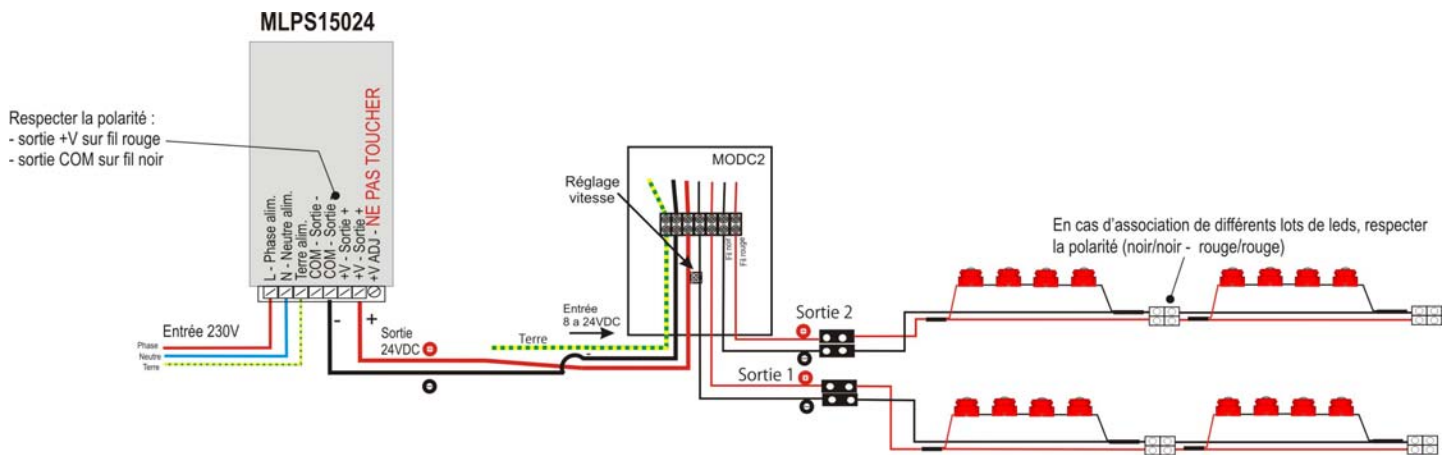 MLPS15024
Respecter la polarité :
- sortie +V sur fil rouge
- sortie COM sur fil noir
L - Phase alim.
N - Neutre alim.
Terre alim.
COM - Sortie -
COM - Sortie -
+V - Sortie +
+V - Sortie +
+V ADJ - NE PAS TOUCHER
Entrée 230V
Phase
Neutre
Terre
- +
Sortie
24VDC
+
-
MODC2
Réglage
vitesse
Fil noir
Fil rouge
Entrée
8 a 24VDC
Terre
-
Sortie 2
+
-
Sortie 1
+
-
En cas d'association de différents lots de leds, respecter
la polarité (noir/noir - rouge/rouge)